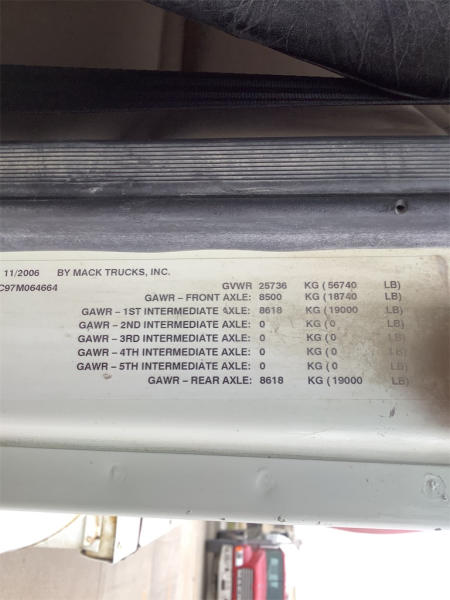 11/2006 BY MACK TRUCKS, INC.
C97M064664 GVWR 25736 KG ( 56740 LB)
GAWR – FRONT AXLE: 8500 KG ( 18740 LB)
GAWR – 1ST INTERMEDIATE AXLE: 8618 KG ( 19000 LB)
GAWR – 2ND INTERMEDIATE AXLE: 0 KG ( 0 LB)
GAWR – 3RD INTERMEDIATE AXLE: 0 KG ( 0 LB)
GAWR – 4TH INTERMEDIATE AXLE: 0 KG ( 0 LB)
GAWR – 5TH INTERMEDIATE AXLE: 0 KG ( 0 LB)
GAWR – REAR AXLE: 8618 KG ( 19000 LB)